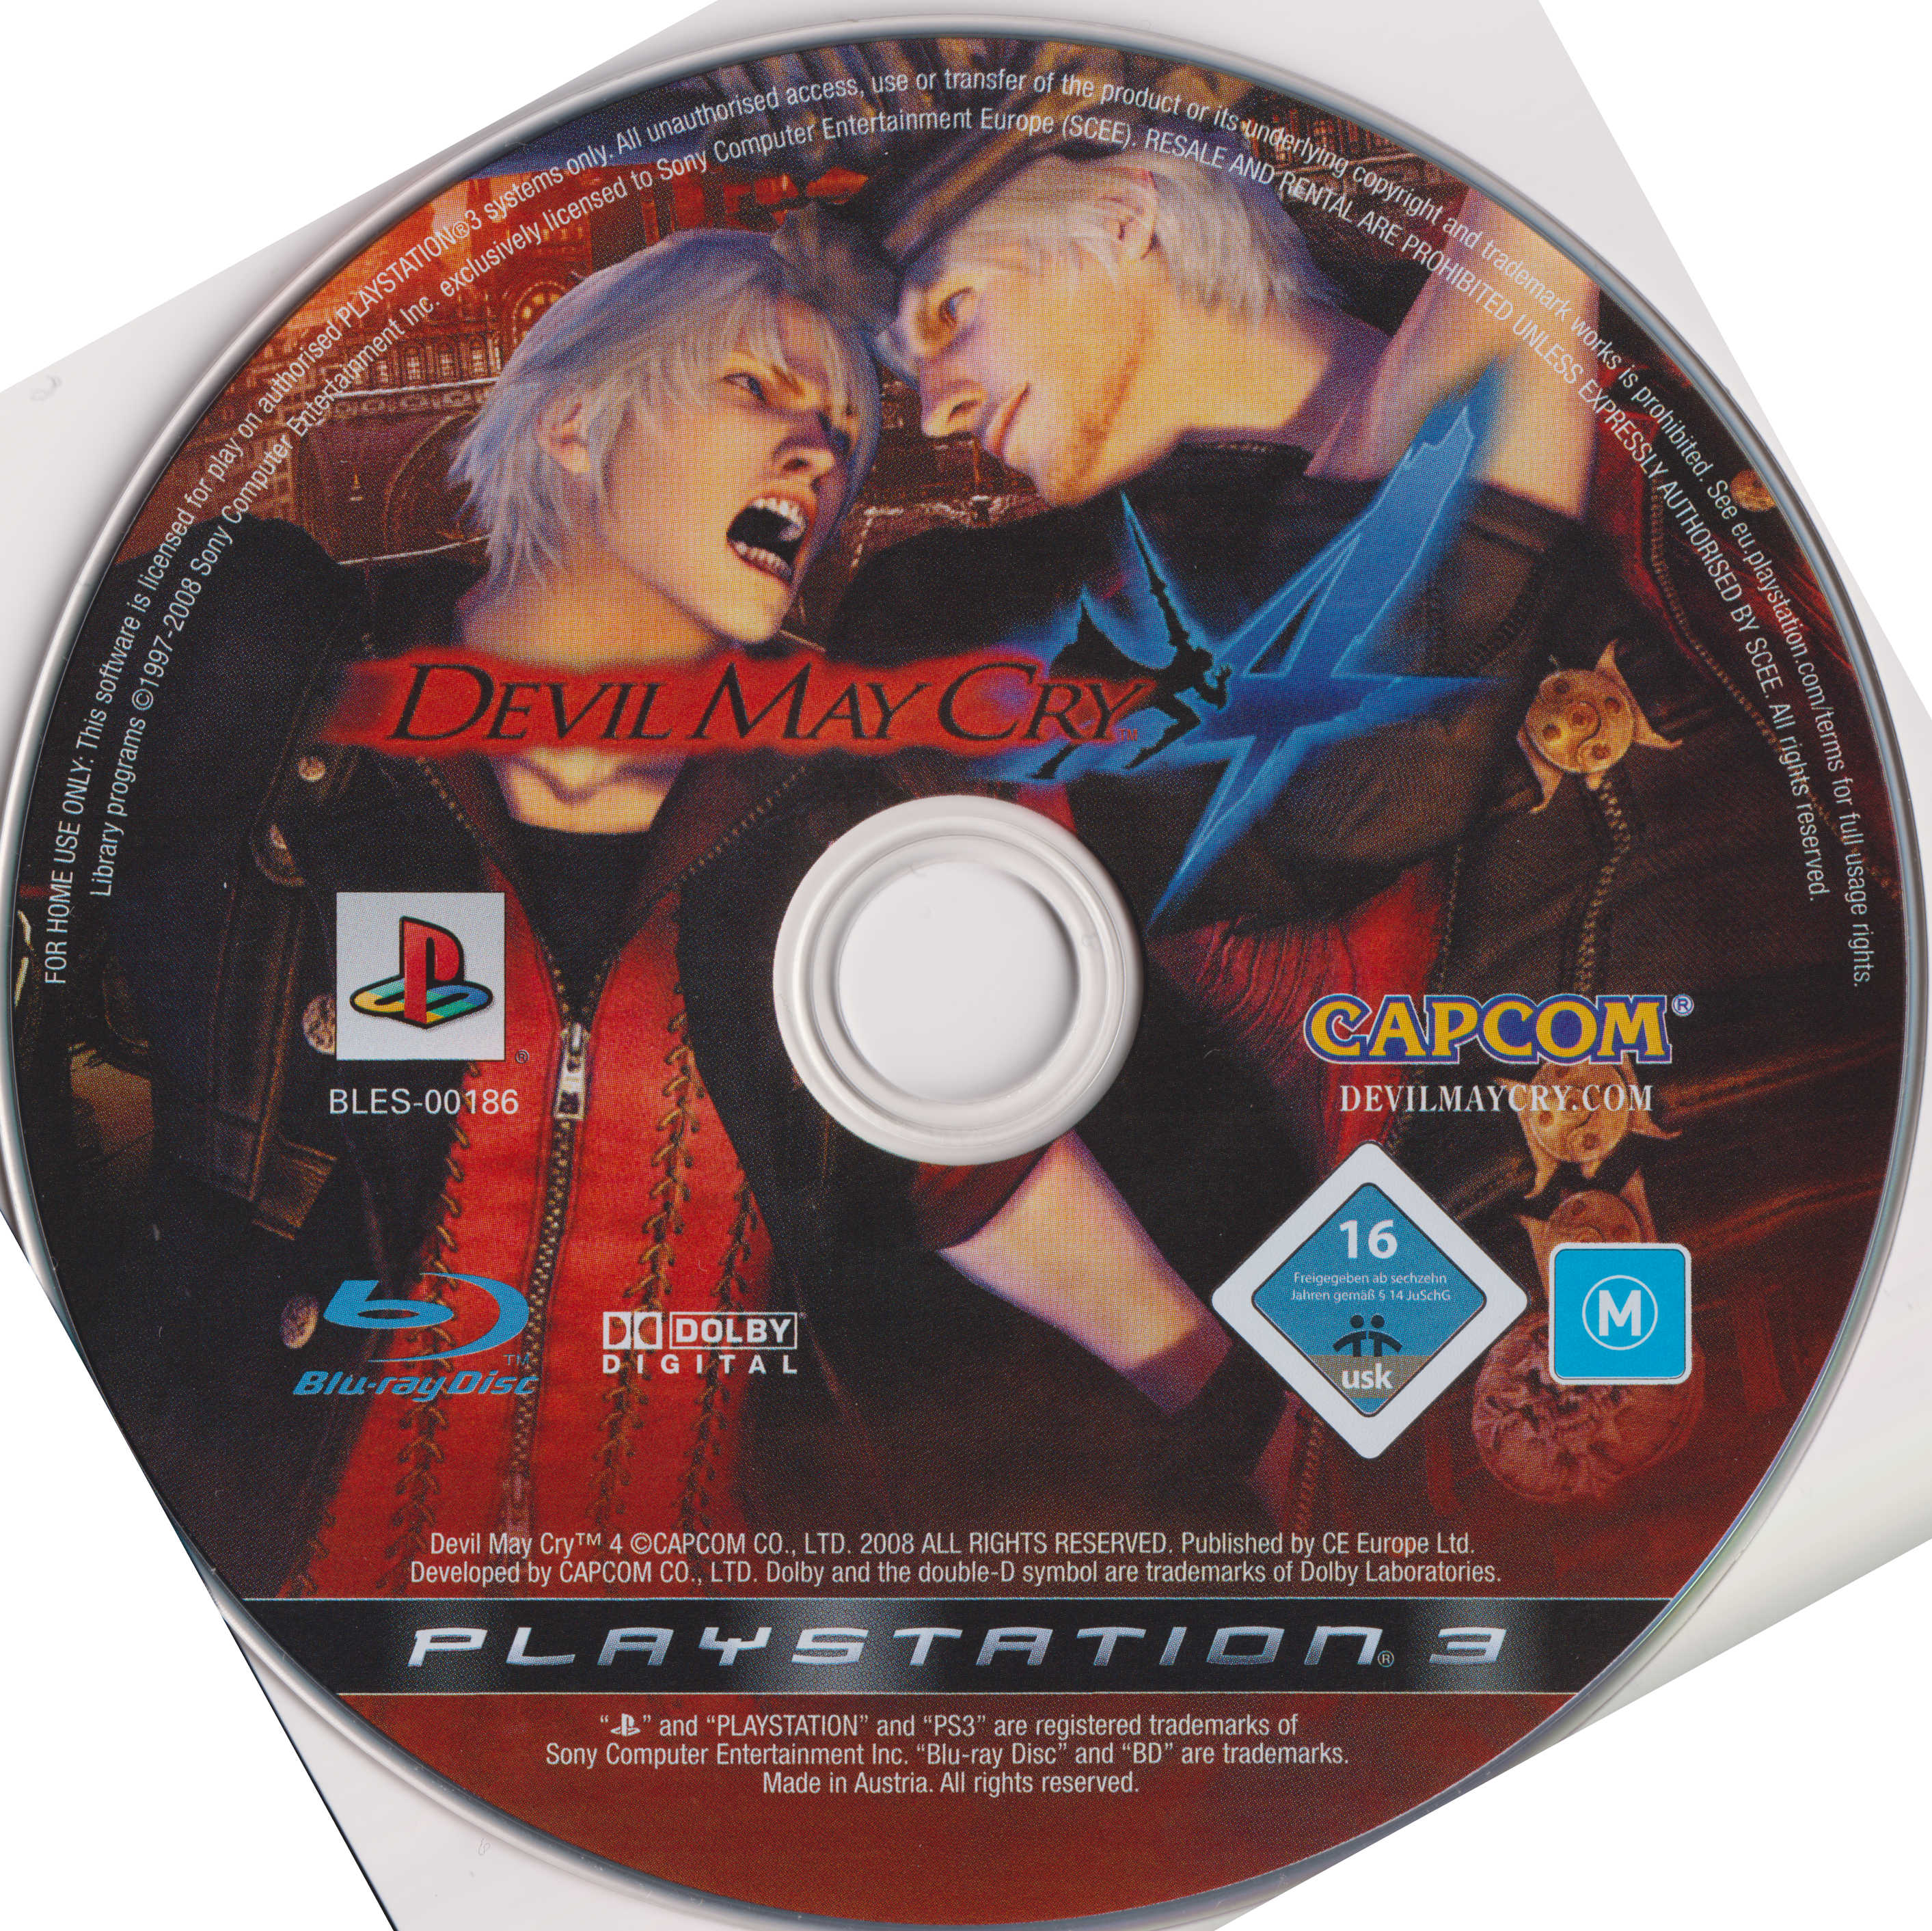 FOR HOME USE ONLY: This software is licensed for play on authorised PLAYSTATION®3 systems only. All unauthorised access, use or transfer of the product or its underlying copyright and trademark works is prohibited. See eu.playstation.com/terms for full usage rights.
Library programs ©1997-2008 Sony Computer Entertainment Inc. exclusively licensed to Sony Computer Entertainment Europe (SCEE). RESALE AND RENTAL ARE PROHIBITED UNLESS EXPRESSLY AUTHORISED BY SCEE. All rights reserved.
DEVIL MAY CRY™ 4
®
BLES-00186
CAPCOM®
DEVILMAYCRY.COM
16
Freigegeben ab sechzehn
Jahren gemäß § 14 JuSchG
usk
M
Blu-ray Disc™
DOLBY
DIGITAL
Devil May Cry™ 4 ©CAPCOM CO., LTD. 2008 ALL RIGHTS RESERVED. Published by CE Europe Ltd.
Developed by CAPCOM CO., LTD. Dolby and the double-D symbol are trademarks of Dolby Laboratories.
PLAYSTATION®3
“ ” and “PLAYSTATION” and “PS3” are registered trademarks of
Sony Computer Entertainment Inc. “Blu-ray Disc” and “BD” are trademarks.
Made in Austria. All rights reserved.